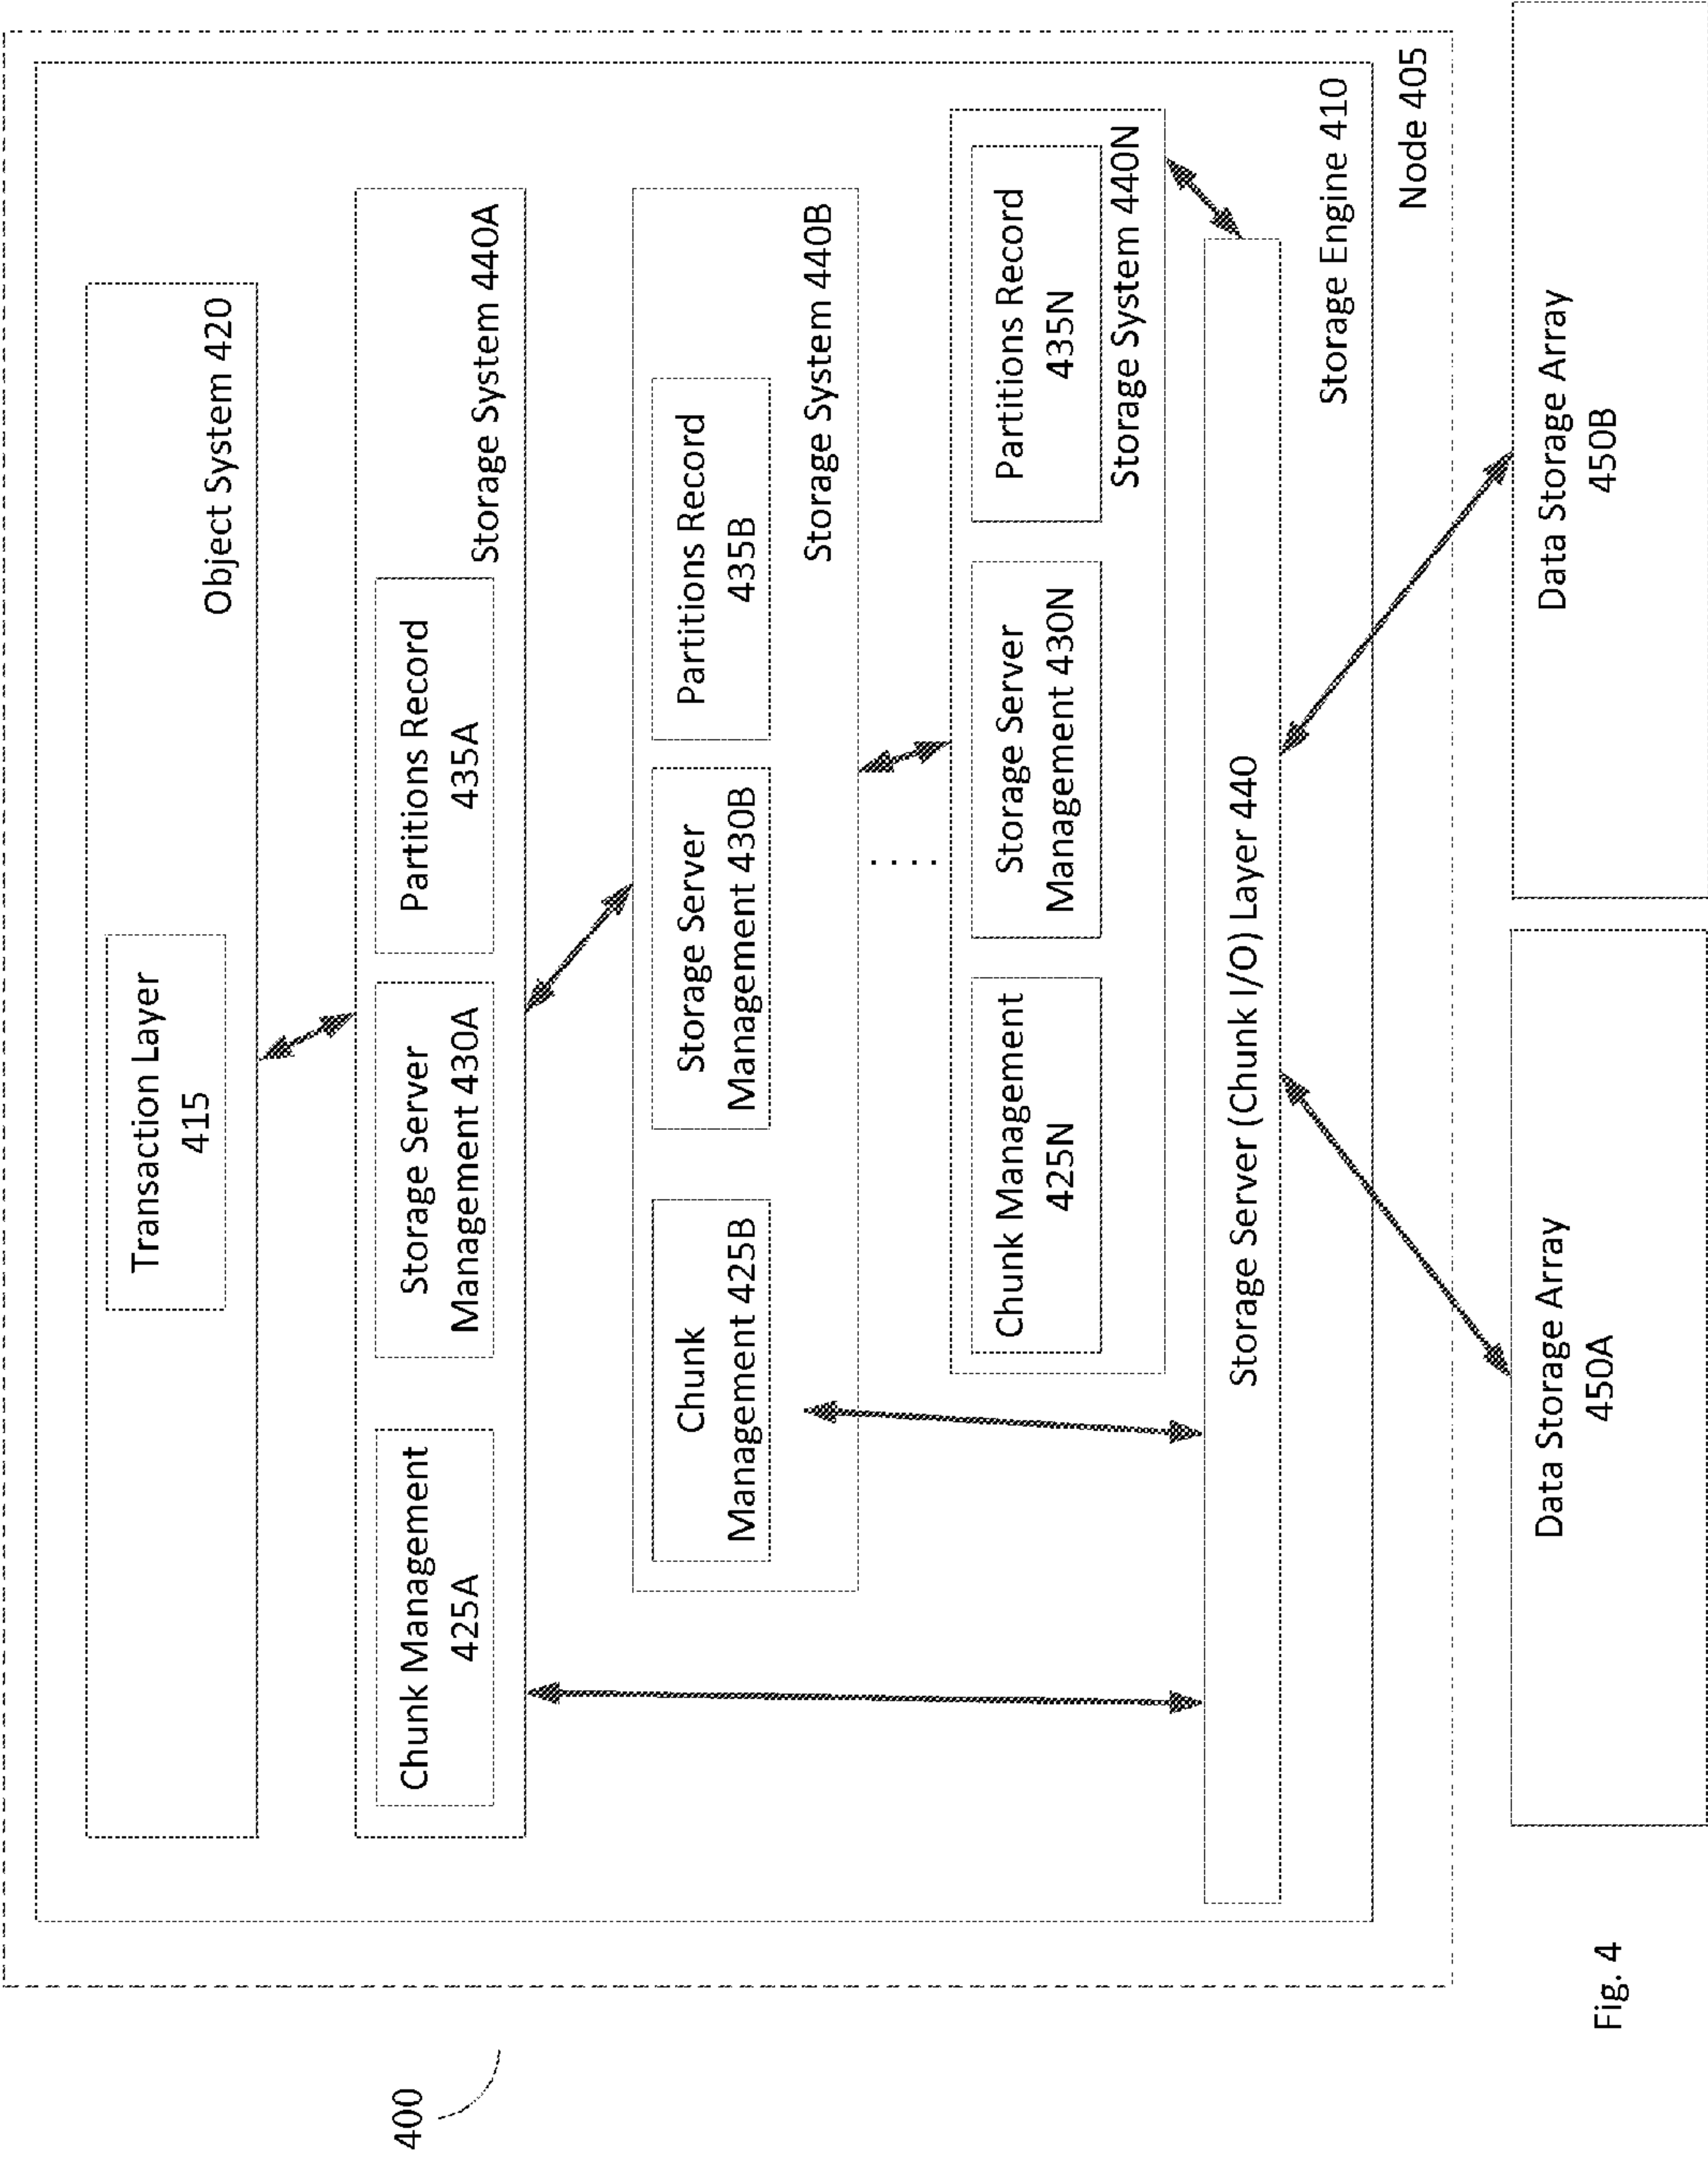 400
Transaction Layer
415
Object System 420
Chunk Management
425A
Storage Server
Management 430A
Partitions Record
435A
Storage System 440A
Chunk
Management 425B
Storage Server
Management 430B
Partitions Record
435B
Storage System 440B
....
Chunk Management
425N
Storage Server
Management 430N
Partitions Record
435N
Storage System 440N
Storage Server (Chunk I/O) Layer 440
Storage Engine 410
Node 405
Data Storage Array
450A
Data Storage Array
450B
Fig. 4